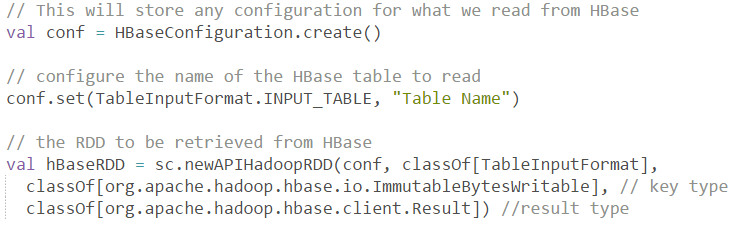 // This will store any configuration for what we read from HBase
val conf = HBaseConfiguration.create()
// configure the name of the HBase table to read
conf.set(TableInputFormat.INPUT_TABLE, "Table Name")
// the RDD to be retrieved from HBase
val hBaseRDD = sc.newAPIHadoopRDD(conf, classOf[TableInputFormat],
classOf[org.apache.hadoop.hbase.io.ImmutableBytesWritable], // key type
classOf[org.apache.hadoop.hbase.client.Result]) //result type